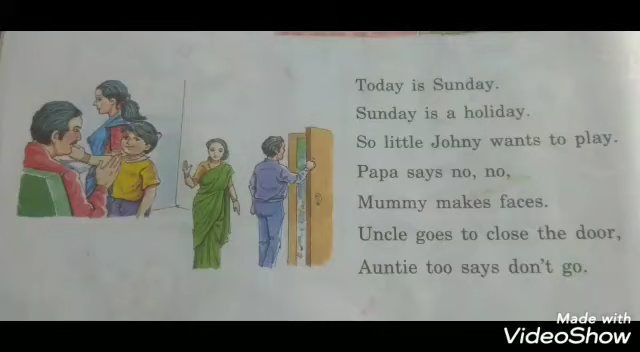 Today is Sunday.
Sunday is a holiday.
So little Johny wants to play.
Papa says no, no,
Mummy makes faces.
Uncle goes to close the door,
Auntie too says don't go.
Made with
VideoShow